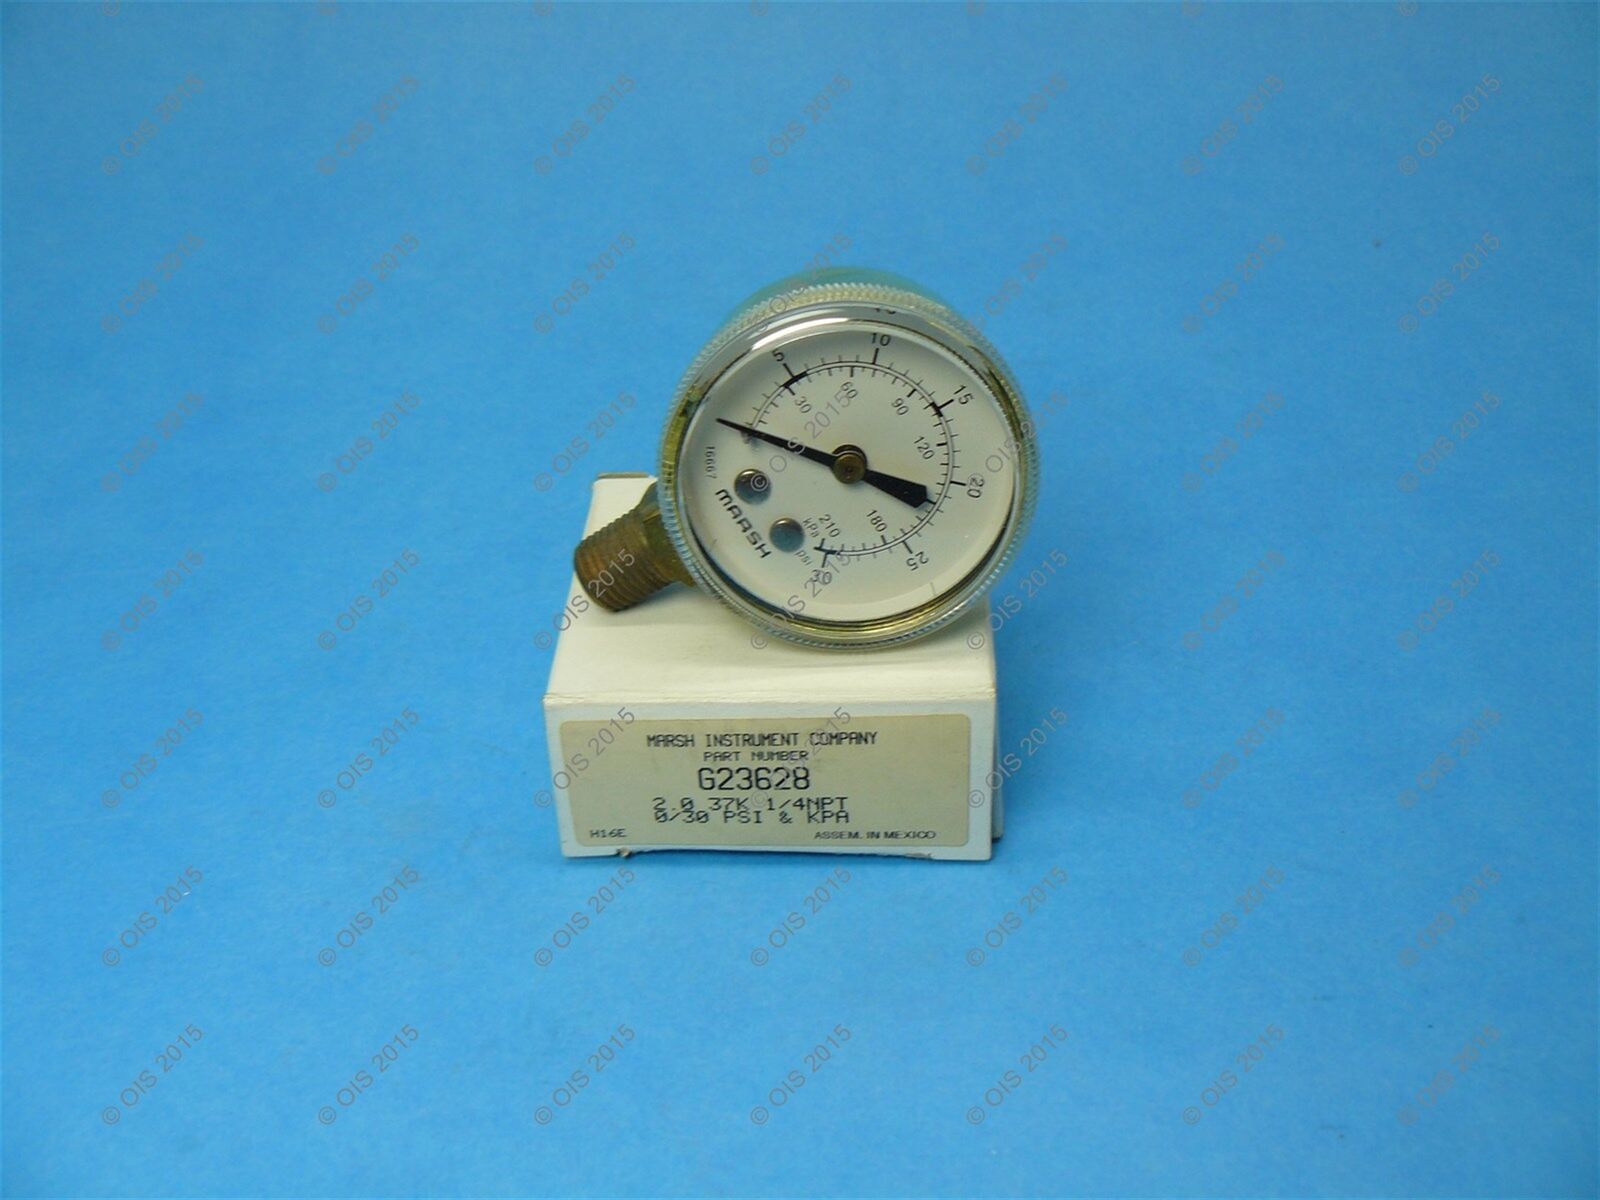 10
5
15
60
30
90
120
20
16667
MARSH
210
180
kPa
psi
25
30
MARSH INSTRUMENT COMPANY
PART NUMBER
G23628
2.0 37K 1/4NPT
0/30 PSI & KPA
H16E
ASSEM. IN MEXICO
© OIS 2015